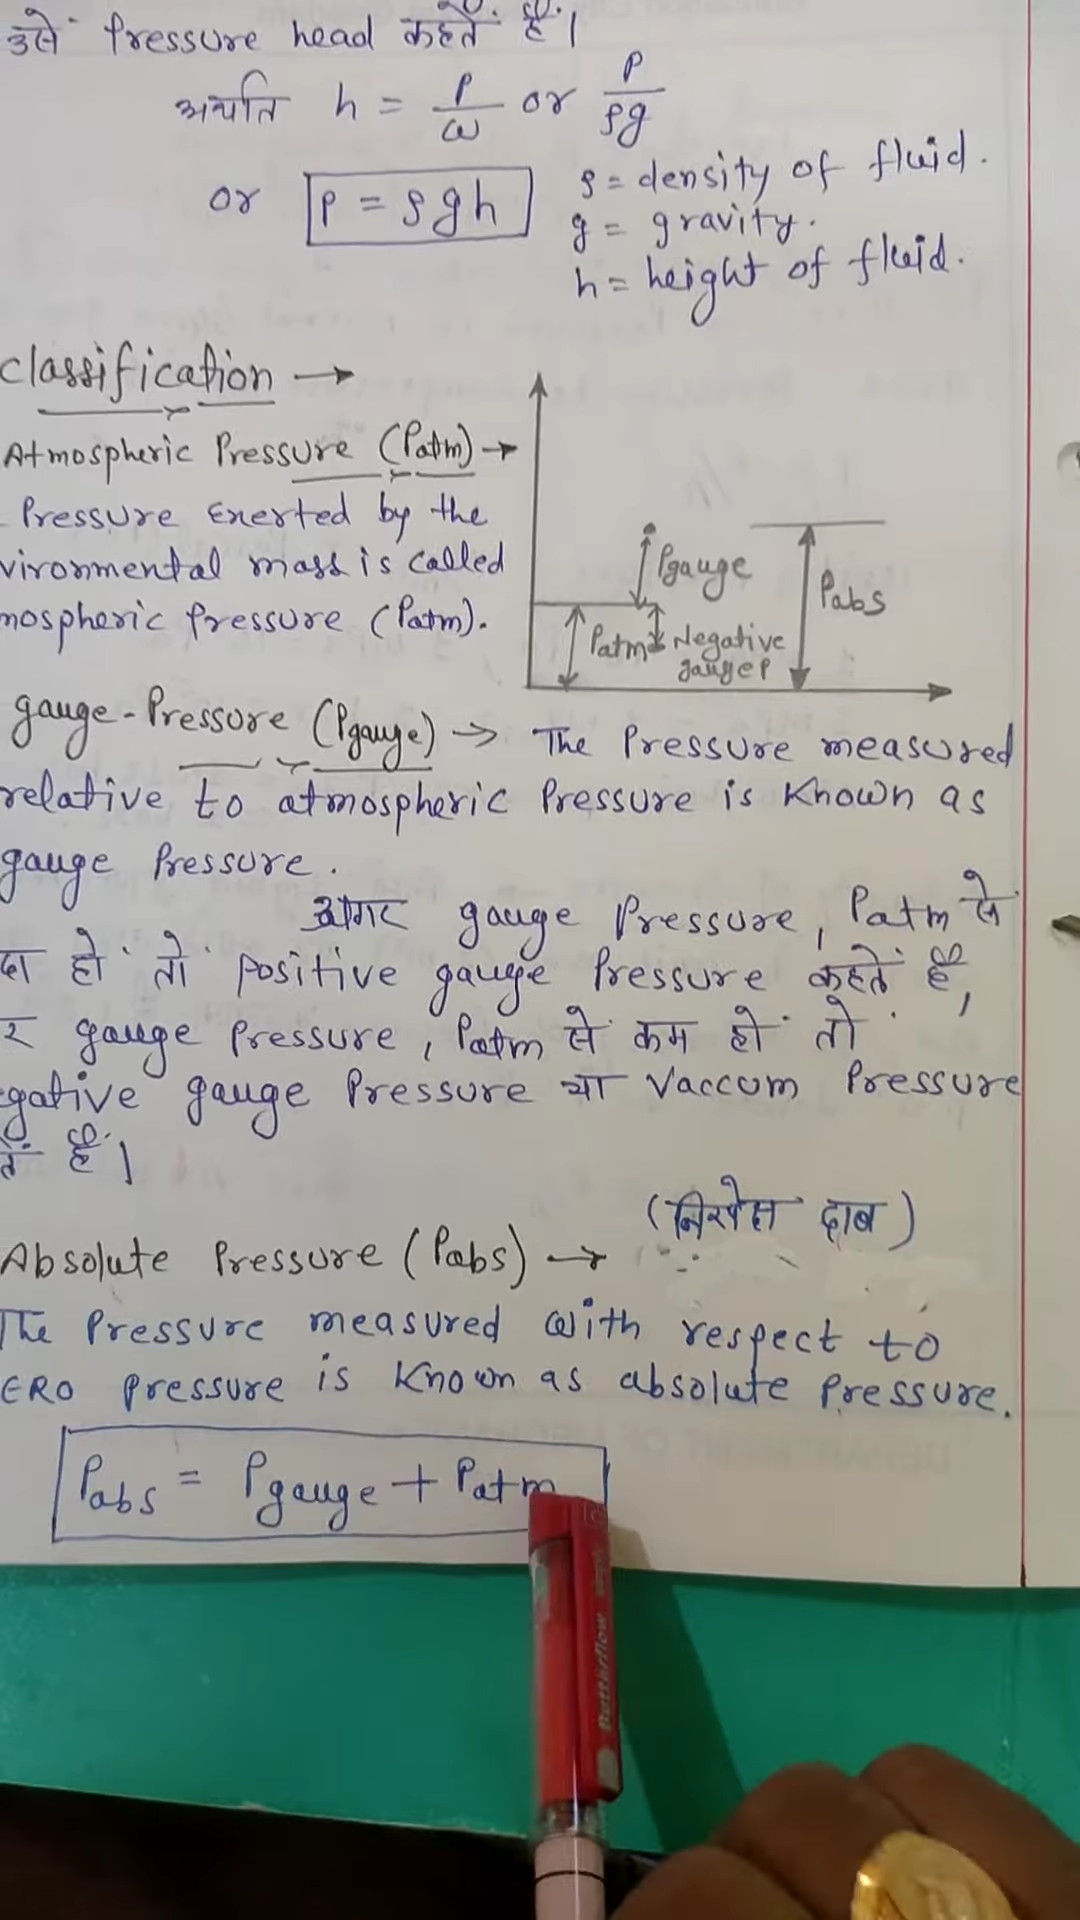 उसे Pressure head कहते हैं।
अर्थात h = P/ω or P/ρg
or P = ρgh
ρ = density of fluid.
g = gravity.
h = height of fluid.
classification →
Atmospheric Pressure (Patm) →
Pressure Exerted by the
vironmental mass is called
mospheric Pressure (Patm).
Pgauge
Pabs
Patm
Negative
gauge P
gauge-Pressure (Pgauge) → The Pressure measured
relative to atmospheric Pressure is Known as
gauge Pressure.
अगर gauge Pressure, Patm से
दा हो तो positive gauge Pressure कहते हैं,
र gauge Pressure, Patm से कम हो तो
egative gauge Pressure या Vaccum Pressure
ते हैं।
(निरपेक्ष दाब)
Absolute Pressure (Pabs) →
The Pressure measured with respect to
ERO pressure is Known as absolute Pressure.
Pabs = Pgauge + Patm
Butterflow